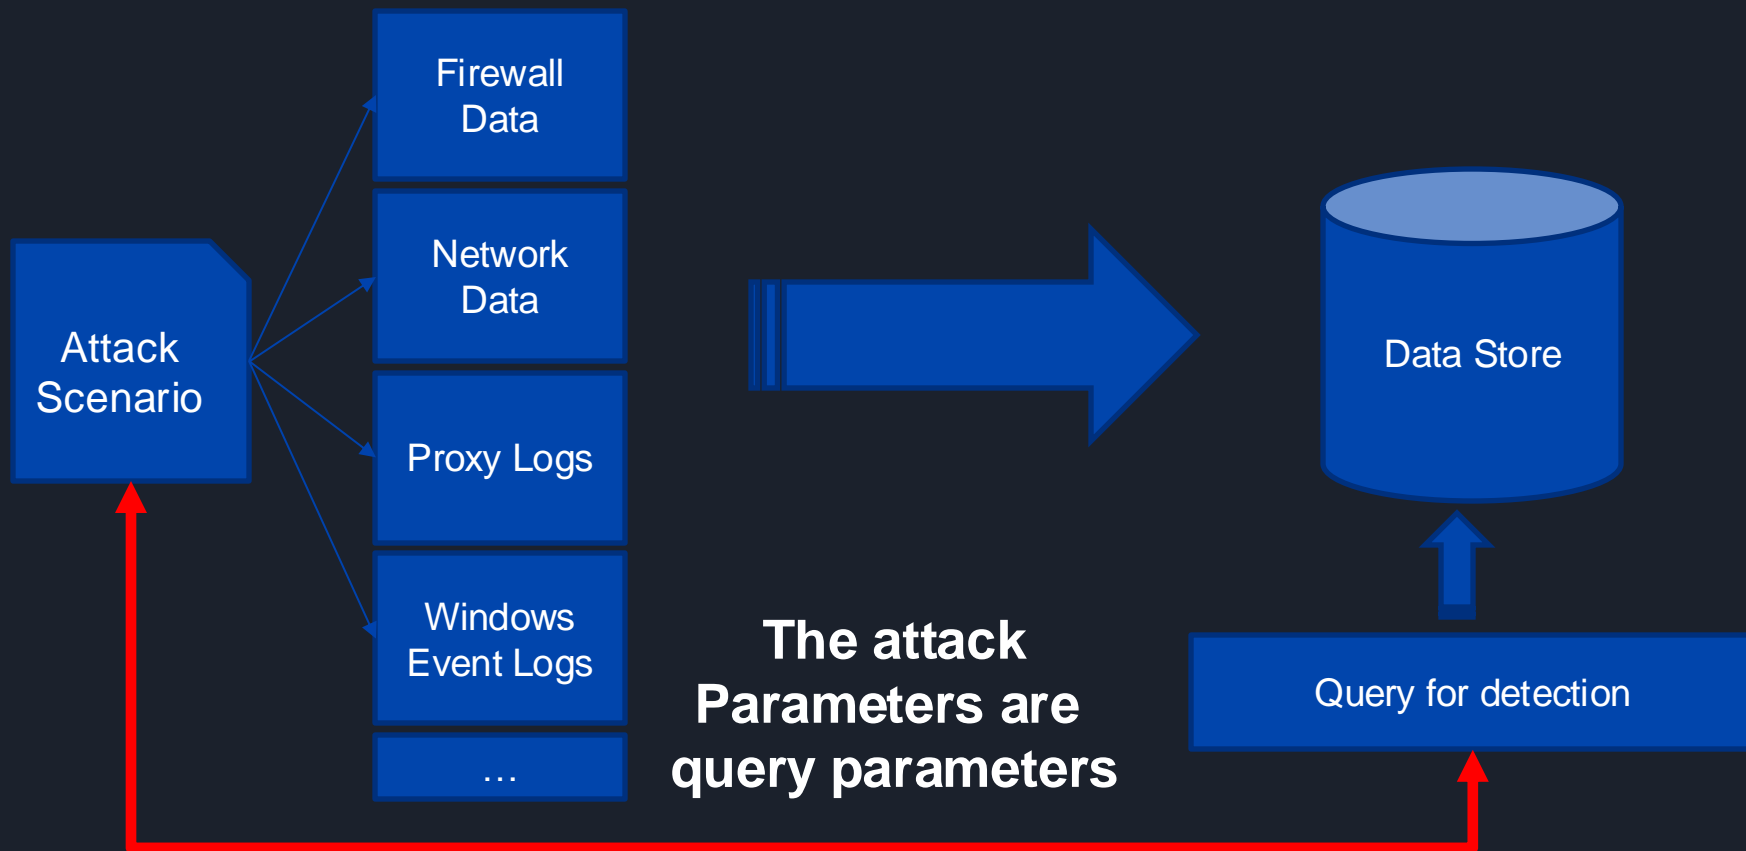 Firewall
Data
Network
Data
Attack
Scenario
Proxy Logs
Windows
Event Logs
...
The attack
Parameters are
query parameters
Data Store
Query for detection